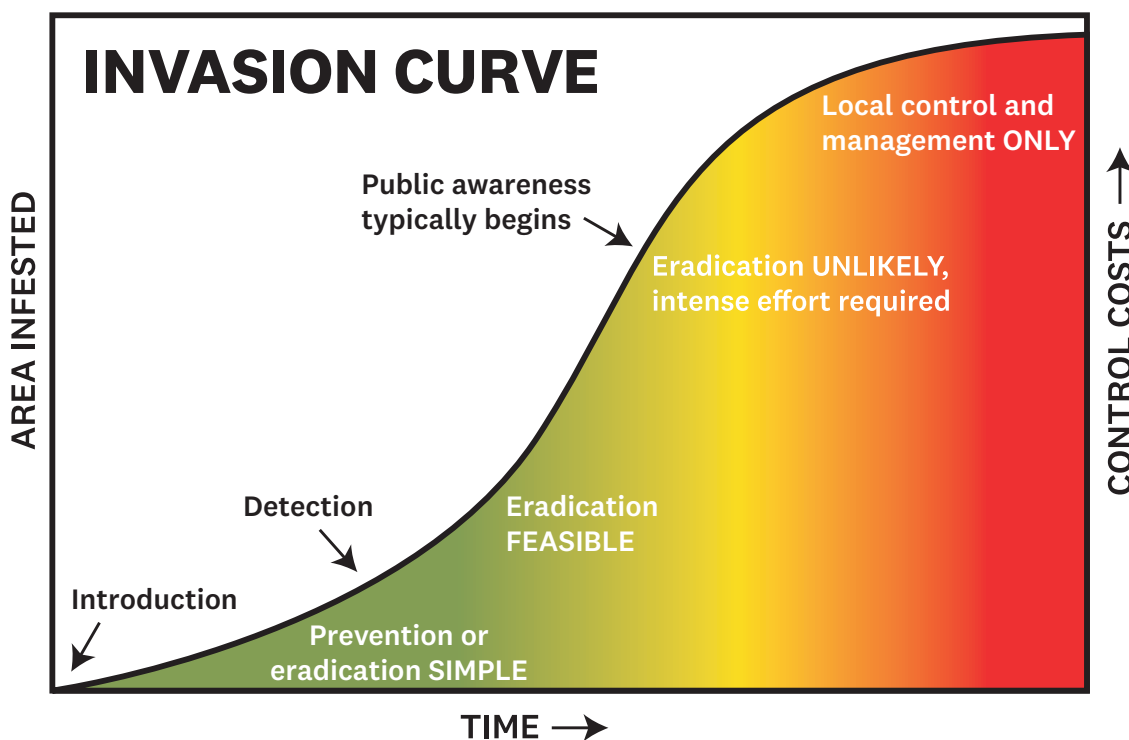 INVASION CURVE
Local control and
management ONLY
Public awareness
typically begins
Eradication UNLIKELY,
intense effort required
AREA INFESTED
CONTROL COSTS
Detection
Eradication
FEASIBLE
Introduction
Prevention or
eradication SIMPLE
TIME